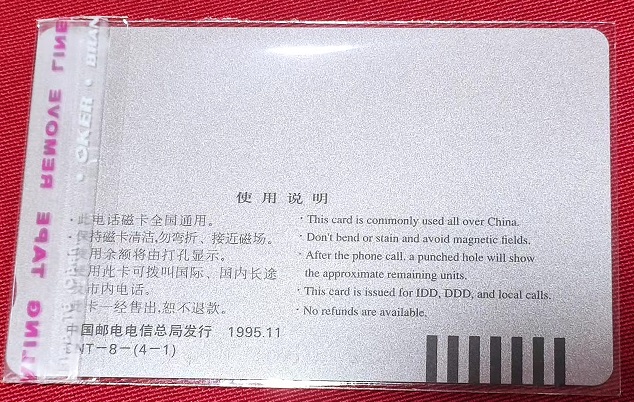 TAPE REMOVE LINE
OKER · BRAN
使用说明
·此电话磁卡全国通用。
·保持磁卡清洁,勿弯折、接近磁场。
用余额将由打孔显示。
使用此卡可拨叫国际、国内长途
市内电话。
卡一经售出,恕不退款。
中国邮电电信总局发行 1995.11
CNT-8-(4-1)
· This card is commonly used all over China.
· Don't bend or stain and avoid magnetic fields.
· After the phone call, a punched hole will show
the approximate remaining units.
· This card is issued for IDD, DDD, and local calls.
· No refunds are available.